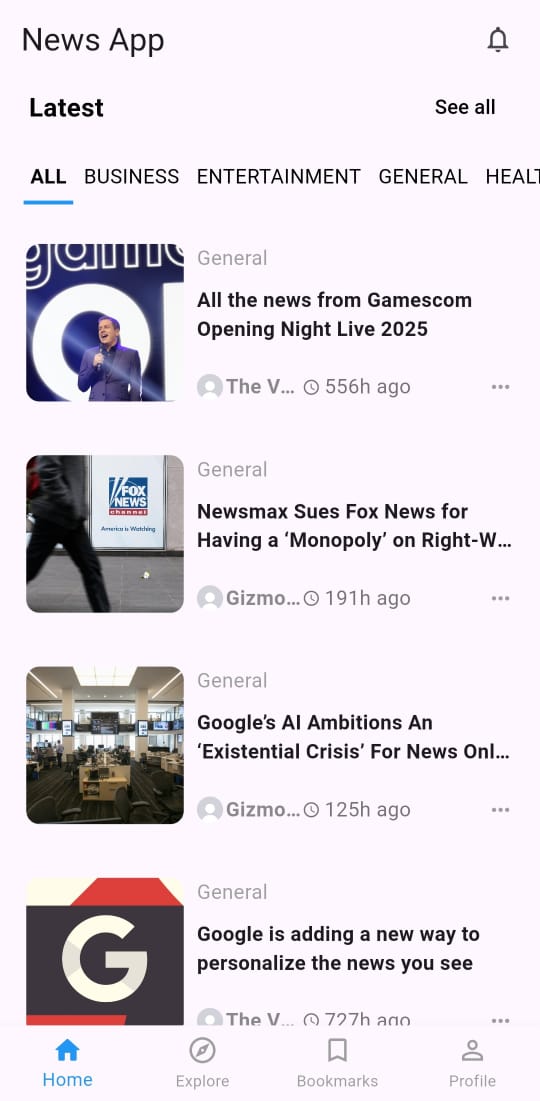 News App
Latest
See all
ALL BUSINESS ENTERTAINMENT GENERAL HEALT
General
All the news from Gamescom
Opening Night Live 2025
The V... 556h ago
FOX
NEWS
channel
America is Watching
General
Newsmax Sues Fox News for
Having a ‘Monopoly’ on Right-W...
Gizmo... 191h ago
General
Google’s AI Ambitions An
‘Existential Crisis’ For News Onl...
Gizmo... 125h ago
G
General
Google is adding a new way to
personalize the news you see
The V... 727h ago
Home
Explore
Bookmarks
Profile